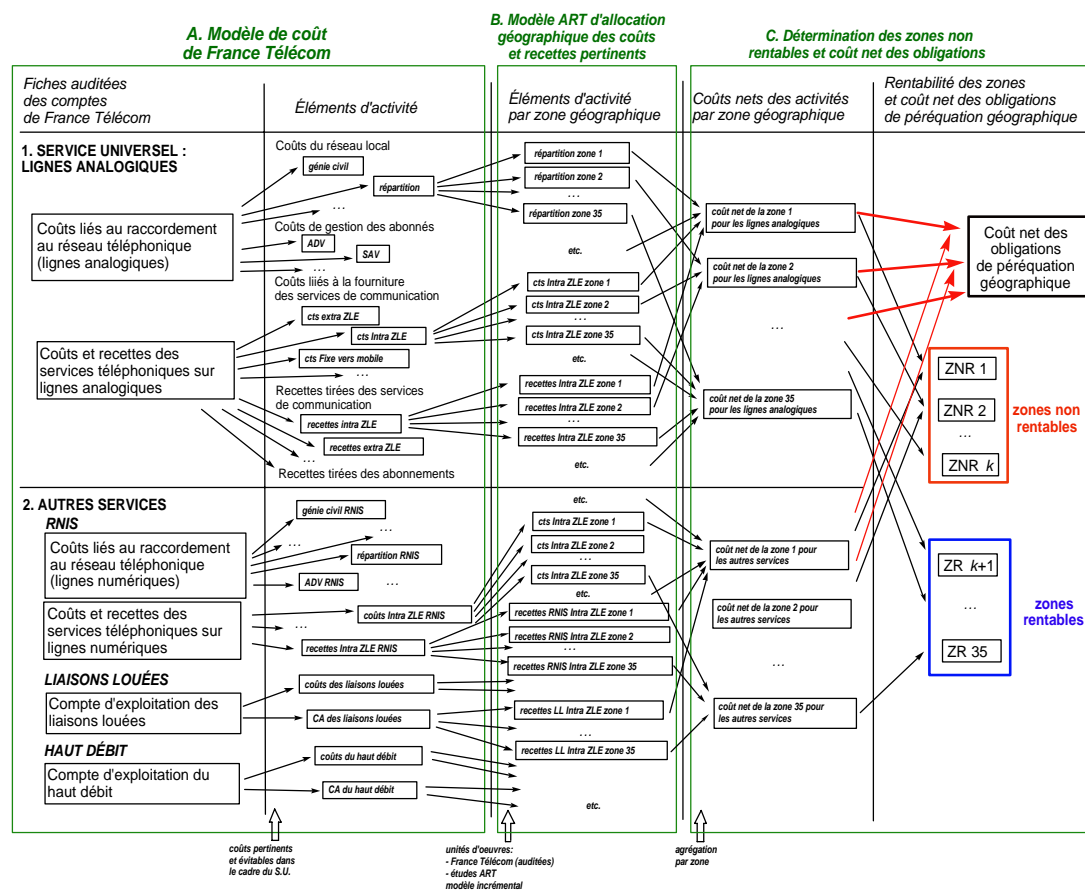 A. Modèle de coût
de France Télécom
B. Modèle ART d'allocation
géographique des coûts
et recettes pertinents
C. Détermination des zones non
rentables et coût net des obligations
Fiches auditées
des comptes
de France Télécom
Éléments d'activité
Éléments d'activité
par zone géographique
Coûts nets des activités
par zone géographique
Rentabilité des zones
et coût net des obligations
de péréquation géographique
1. SERVICE UNIVERSEL :
LIGNES ANALOGIQUES
Coûts liés au raccordement
au réseau téléphonique
(lignes analogiques)
Coûts et recettes des
services téléphoniques sur
lignes analogiques
Coûts du réseau local
génie civil
répartition
...
Coûts de gestion des abonnés
ADV
SAV
...
Coûts liiés à la fourniture
des services de communication
cts extra ZLE
cts Intra ZLE
cts Fixe vers mobile
...
Recettes tirées des services
de communication
recettes intra ZLE
recettes extra ZLE
...
Recettes tirées des abonnements
répartition zone 1
répartition zone 2
...
répartition zone 35
etc.
cts Intra ZLE zone 1
cts Intra ZLE zone 2
...
cts Intra ZLE zone 35
etc.
recettes Intra ZLE zone 1
recettes Intra ZLE zone 2
...
recettes Intra ZLE zone 35
etc.
coût net de la zone 1
pour les lignes analogiques
coût net de la zone 2
pour les lignes analogiques
...
coût net de la zone 35
pour les lignes analogiques
Coût net des
obligations
de péréquation
géographique
ZNR 1
ZNR 2
...
ZNR k
zones non
rentables
2. AUTRES SERVICES
RNIS
Coûts liés au raccordement
au réseau téléphonique
(lignes numériques)
Coûts et recettes des
services téléphoniques sur
lignes numériques
LIAISONS LOUÉES
Compte d'exploitation des
liaisons louées
HAUT DÉBIT
Compte d'exploitation du
haut débit
génie civil RNIS
...
...
répartition RNIS
ADV RNIS
...
coûts Intra ZLE RNIS
...
recettes Intra ZLE RNIS
coûts des liaisons louées
CA des liaisons louées
coûts du haut débit
CA du haut débit
etc.
cts Intra ZLE zone 1
cts Intra ZLE zone 2
...
cts Intra ZLE zone 35
etc.
recettes RNIS Intra ZLE zone 1
recettes RNIS Intra ZLE zone 2
...
recettes RNIS Intra ZLE zone 35
recettes LL Intra ZLE zone 1
...
recettes LL Intra ZLE zone 35
etc.
coût net de la zone 1 pour
les autres services
coût net de la zone 2 pour
les autres services
...
coût net de la zone 35 pour
les autres services
ZR k+1
...
ZR 35
zones
rentables
coûts pertinents
et évitables dans
le cadre du S.U.
unités d'oeuvres:
- France Télécom (auditées)
- études ART
modèle incrémental
agrégation
par zone